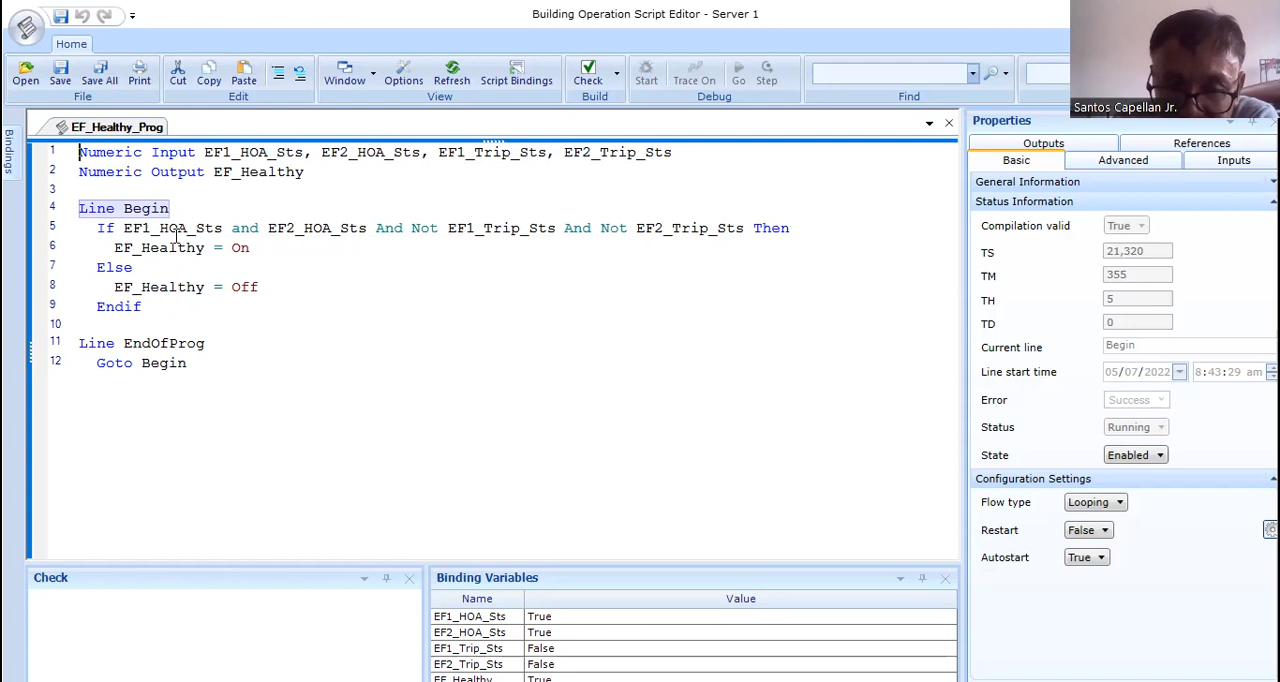 Building Operation Script Editor - Server 1
Home
Open Save Save All Print Cut Copy Paste Window Options Refresh Script Bindings Check Start Trace On Go Step
File Edit View Build Debug Find
Santos Capellan Jr.
Bindings
EF_Healthy_Prog
1 Numeric Input EF1_HOA_Sts, EF2_HOA_Sts, EF1_Trip_Sts, EF2_Trip_Sts
2 Numeric Output EF_Healthy
3
4 Line Begin
5 If EF1_HOA_Sts and EF2_HOA_Sts And Not EF1_Trip_Sts And Not EF2_Trip_Sts Then
6 EF_Healthy = On
7 Else
8 EF_Healthy = Off
9 Endif
10
11 Line EndOfProg
12 Goto Begin
Properties
Outputs References
Basic Advanced Inputs
General Information
Status Information
Compilation valid True
TS 21,320
TM 355
TH 5
TD 0
Current line Begin
Line start time 05/07/2022 8:43:29 am
Error Success
Status Running
State Enabled
Configuration Settings
Flow type Looping
Restart False
Autostart True
Check
Binding Variables
Name Value
EF1_HOA_Sts True
EF2_HOA_Sts True
EF1_Trip_Sts False
EF2_Trip_Sts False
EF_Healthy True